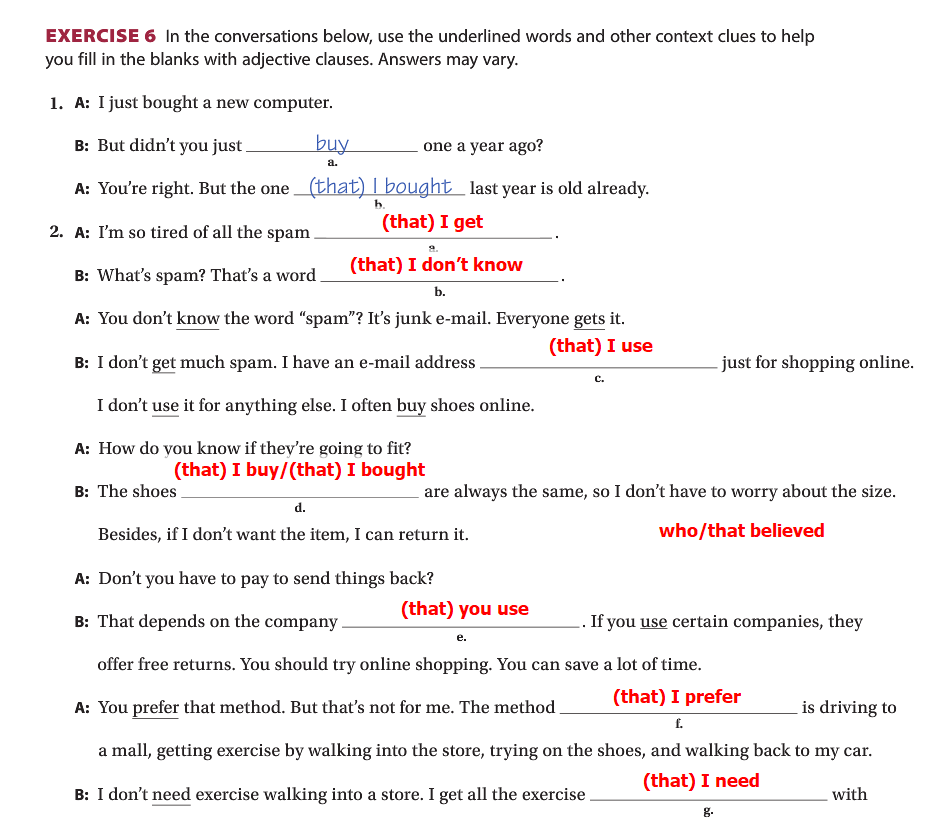 EXERCISE 6 In the conversations below, use the underlined words and other context clues to help
you fill in the blanks with adjective clauses. Answers may vary.
1. A: I just bought a new computer.
B: But didn't you just buy one a year ago?
a.
A: You're right. But the one (that) I bought last year is old already.
b.
(that) I get
2. A: I'm so tired of all the spam .
a.
(that) I don't know
B: What's spam? That's a word .
b.
A: You don't know the word "spam"? It's junk e-mail. Everyone gets it.
(that) I use
B: I don't get much spam. I have an e-mail address just for shopping online.
c.
I don't use it for anything else. I often buy shoes online.
A: How do you know if they're going to fit?
(that) I buy/(that) I bought
B: The shoes are always the same, so I don't have to worry about the size.
d.
Besides, if I don't want the item, I can return it.
who/that believed
A: Don't you have to pay to send things back?
(that) you use
B: That depends on the company . If you use certain companies, they
e.
offer free returns. You should try online shopping. You can save a lot of time.
(that) I prefer
A: You prefer that method. But that's not for me. The method is driving to
f.
a mall, getting exercise by walking into the store, trying on the shoes, and walking back to my car.
(that) I need
B: I don't need exercise walking into a store. I get all the exercise with
g.